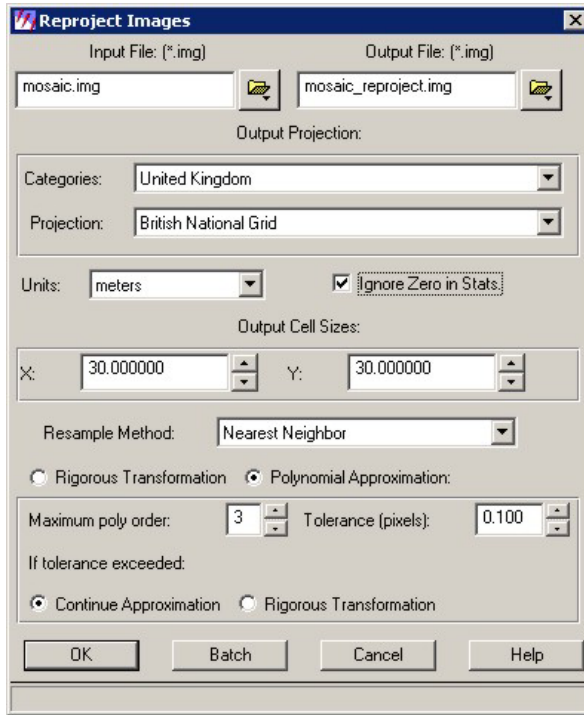 Reproject Images
Input File: (*.img) Output File: (*.img)
mosaic.img mosaic_reproject.img
Output Projection:
Categories: United Kingdom
Projection: British National Grid
Units: meters Ignore Zero in Stats.
Output Cell Sizes:
X: 30.000000 Y: 30.000000
Resample Method: Nearest Neighbor
Rigorous Transformation Polynomial Approximation:
Maximum poly order: 3 Tolerance (pixels): 0.100
If tolerance exceeded:
Continue Approximation Rigorous Transformation
OK Batch Cancel Help